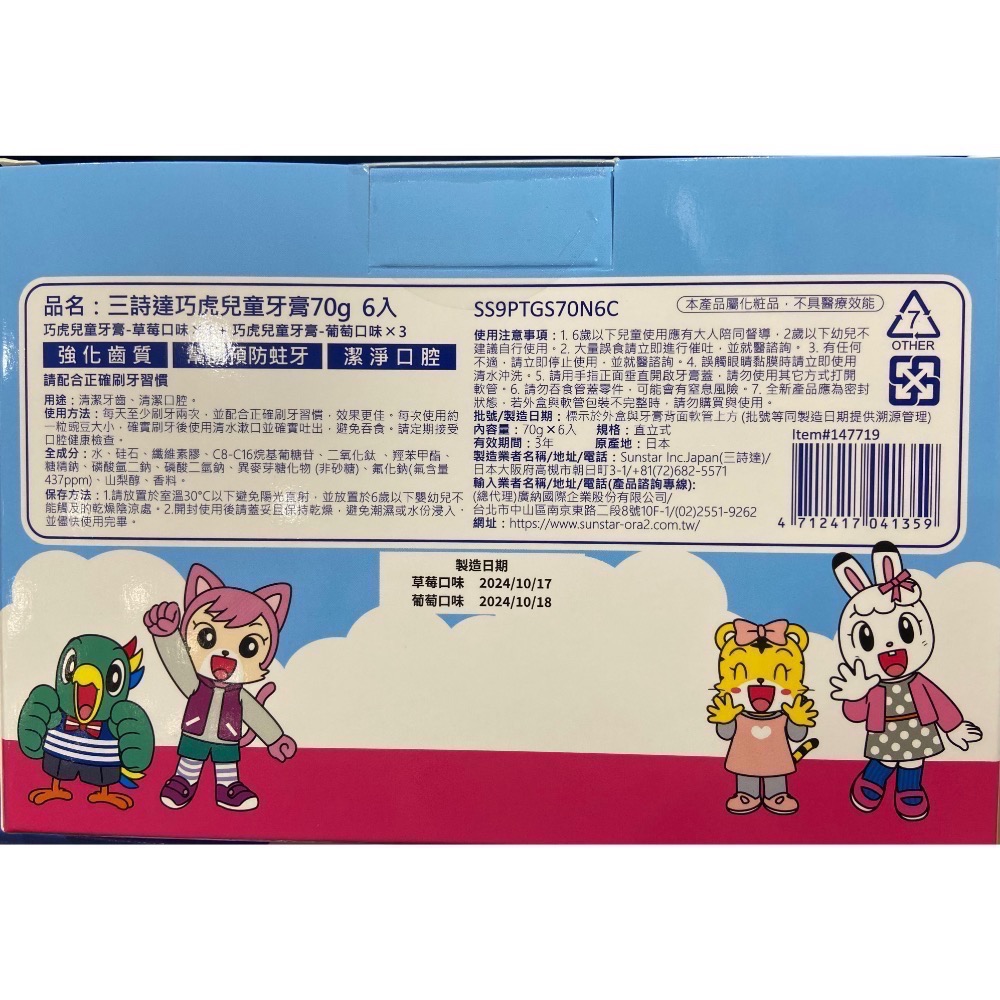 品名：三詩達巧虎兒童牙膏70g 6入
巧虎兒童牙膏-草莓口味 + 巧虎兒童牙膏-葡萄口味×3
強化齒質 幫助預防蛀牙 潔淨口腔
請配合正確刷牙習慣
用途：清潔牙齒、清潔口腔。
使用方法：每天至少刷牙兩次，並配合正確刷牙習慣，效果更佳。每次使用約
一粒豌豆大小，確實刷牙後使用清水漱口並確實吐出，避免吞食。請定期接受
口腔健康檢查。
全成分：水、硅石、纖維素膠、C8-C16烷基葡糖苷、二氧化鈦、羥苯甲酯、
糖精鈉、磷酸氫二鈉、磷酸二氫鈉、異麥芽糖化物 (非砂糖)、氟化鈉(氟含量
437ppm)、山梨醇、香料。
保存方法：1.請放置於室溫30°C以下避免陽光直射，並放置於6歲以下嬰幼兒不
能觸及的乾燥陰涼處。2.開封使用後請蓋妥且保持乾燥，避免潮濕或水份浸入，
並儘快使用完畢。
SS9PTGS70N6C
本產品屬化粧品，不具醫療效能
使用注意事項：1. 6歲以下兒童使用應有大人陪同督導，2歲以下幼兒不
建議自行使用。2. 大量誤食請立即進行催吐，並就醫諮詢。3. 有任何
不適，請立即停止使用，並就醫諮詢。4. 誤觸眼睛黏膜時請立即使用
清水沖洗。5. 請用手指正面垂直開啟牙膏蓋，請勿使用其它方式打開
軟管。6. 請勿吞食管蓋零件，可能會有窒息風險。7. 全新產品應為密封
狀態，若外盒與軟管包裝不完整時，請勿購買使用。
批號/製造日期：標示於外盒與牙膏背面軟管上方 (批號等同製造日期提供溯源管理)
內容量：70g×6入 規格：直立式
有效期間：3年 原產地：日本
製造業者名稱/地址/電話：Sunstar Inc.Japan(三詩達)/
日本大阪府高槻市朝日町3-1/+81(72)682-5571
輸入業者名稱/地址/電話(產品諮詢專線)：
(總代理)廣納國際企業股份有限公司/
台北市中山區南京東路二段8號10F-1/(02)2551-9262
網址：https://www.sunstar-ora2.com.tw/
7
OTHER
Item#147719
4 712417 041359
製造日期
草莓口味 2024/10/17
葡萄口味 2024/10/18